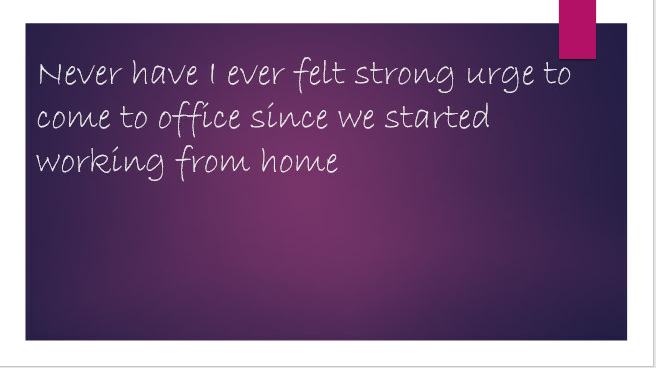 Never have I ever felt strong urge to
come to office since we started
working from home